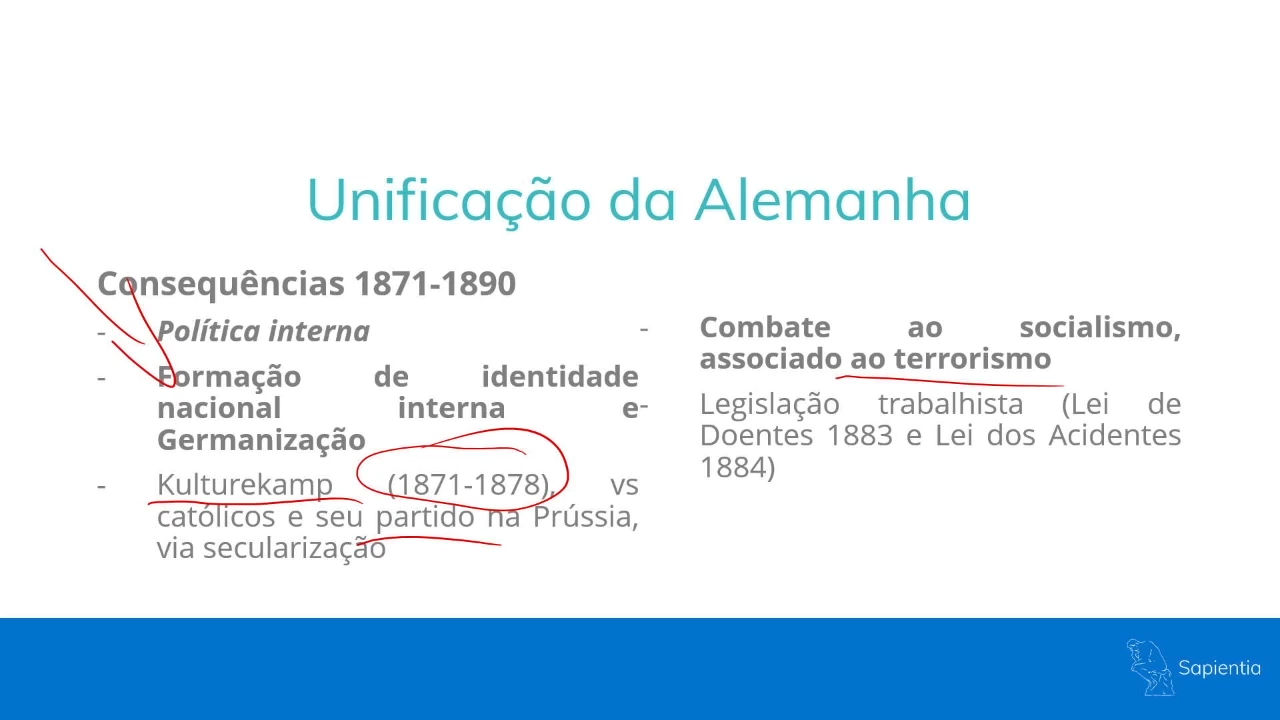 Unificação da Alemanha
Consequências 1871-1890
- Política interna
- Formação de identidade
nacional interna e
Germanização
- Kulturekamp (1871-1878), vs
católicos e seu partido na Prússia,
via secularização
- Combate ao socialismo,
associado ao terrorismo
- Legislação trabalhista (Lei de
Doentes 1883 e Lei dos Acidentes
1884)
Sapientia